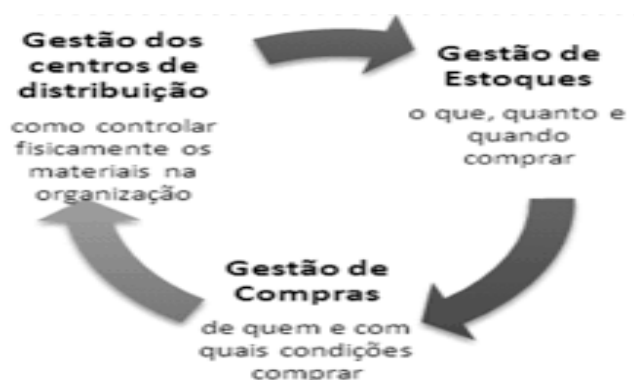 Gestão dos
centros de
distribuição
como controlar
fisicamente os
materiais na
organização
Gestão de
Estoques
o que, quanto e
quando
comprar
Gestão de
Compras
de quem e com
quais condições
comprar